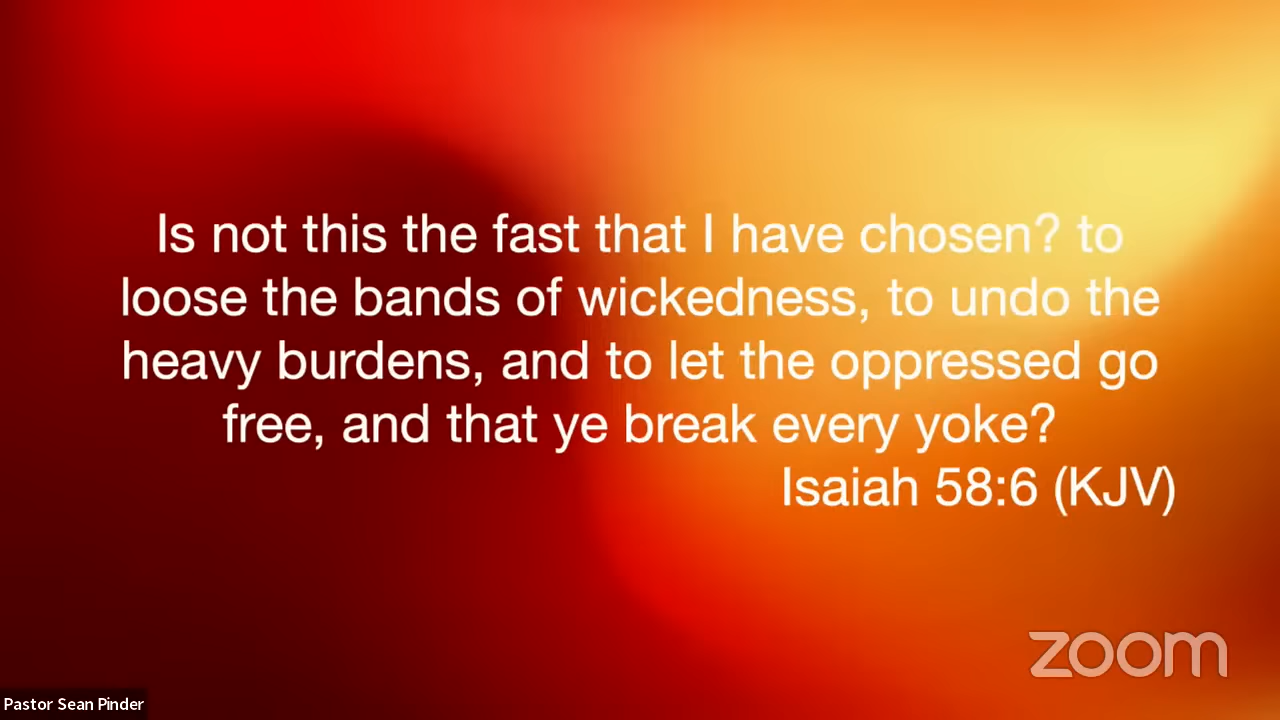 Is not this the fast that I have chosen? to
loose the bands of wickedness, to undo the
heavy burdens, and to let the oppressed go
free, and that ye break every yoke?
Isaiah 58:6 (KJV)
zoom
Pastor Sean Pinder